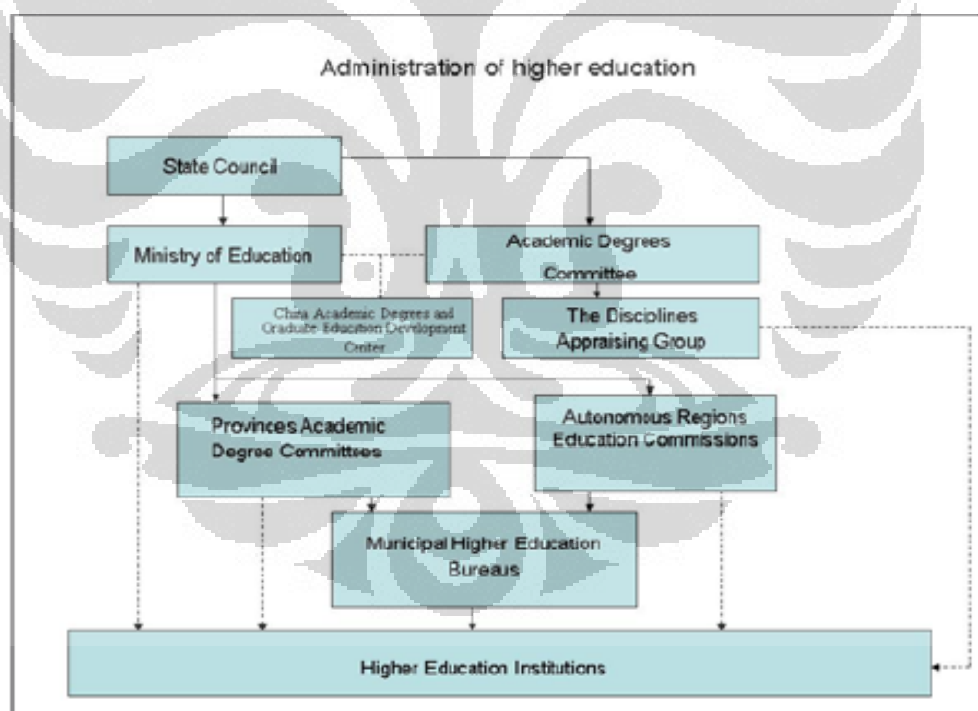 Administration of higher education
State Council
Ministry of Education
Academic Degrees
Committee
China Academic Degrees and
Graduate Education Development
Center
The Disciplines
Appraising Group
Provinces Academic
Degree Committees
Autonomous Regions
Education Commissions
Municipal Higher Education
Bureaus
Higher Education Institutions